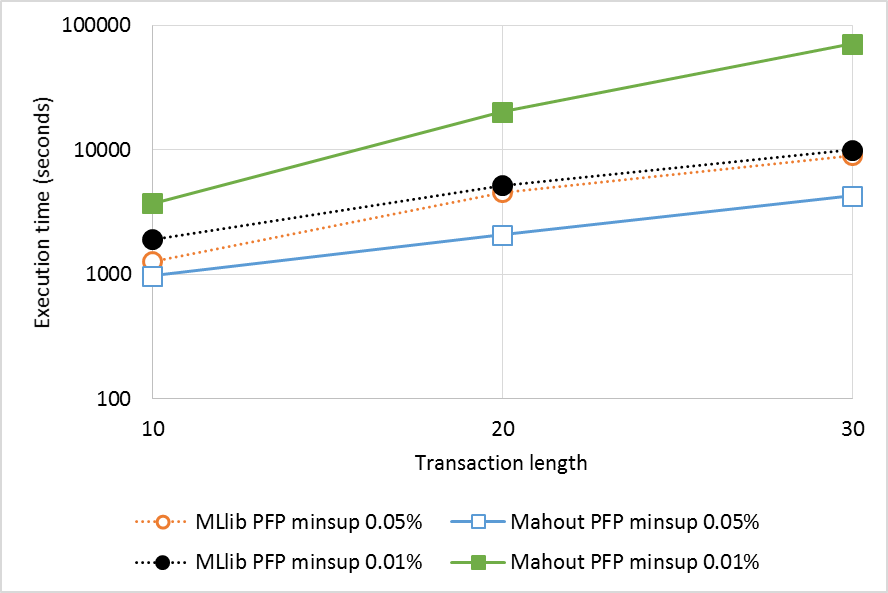 100000
10000
1000
100
Execution time (seconds)
10 20 30
Transaction length
MLlib PFP minsup 0.05% Mahout PFP minsup 0.05%
MLlib PFP minsup 0.01% Mahout PFP minsup 0.01%